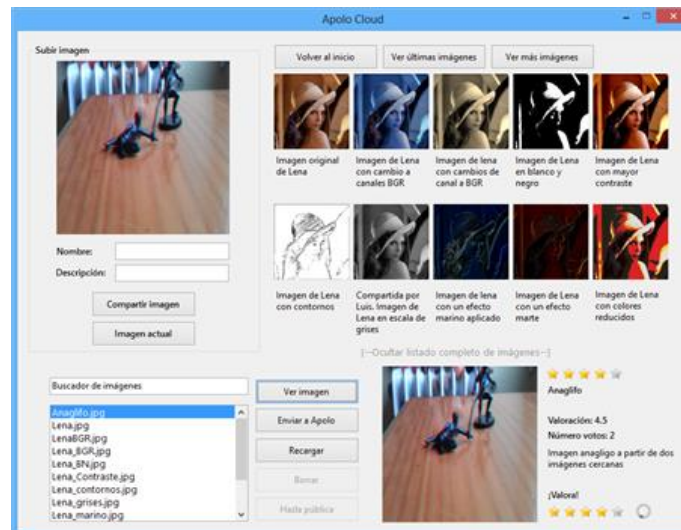 Apolo Cloud
Subir imagen
Nombre:
Descripción:
Compartir imagen
Imagen actual
Volver al inicio
Ver últimas imágenes
Ver más imágenes
Imagen original
de Lena
Imagen de Lena
con cambio a
canales BGR
Imagen de lena
con cambios de
canal a BGR
Imagen de Lena
en blanco y
negro
Imagen de Lena
con mayor
contraste
Imagen de Lena
con contornos
Compartida por
Luis. Imagen de
Lena en escala de
grises
Imagen de lena
con un efecto
marino aplicado
Imagen de Lena
con un efecto
marte
Imagen de Lena
con colores
reducidos
[--Ocultar listado completo de imágenes--]
Buscador de imágenes
Anaglifo.jpg
Lena.jpg
LenaBGR.jpg
Lena_BGR.jpg
Lena_BN.jpg
Lena_Contraste.jpg
Lena_contornos.jpg
Lena_grises.jpg
Lena_marino.jpg
Ver imagen
Enviar a Apolo
Recargar
Borrar
Hazla pública
Anaglifo
Valoración: 4.5
Número votos: 2
Imagen anagligo a partir de dos
imágenes cercanas
¡Valora!